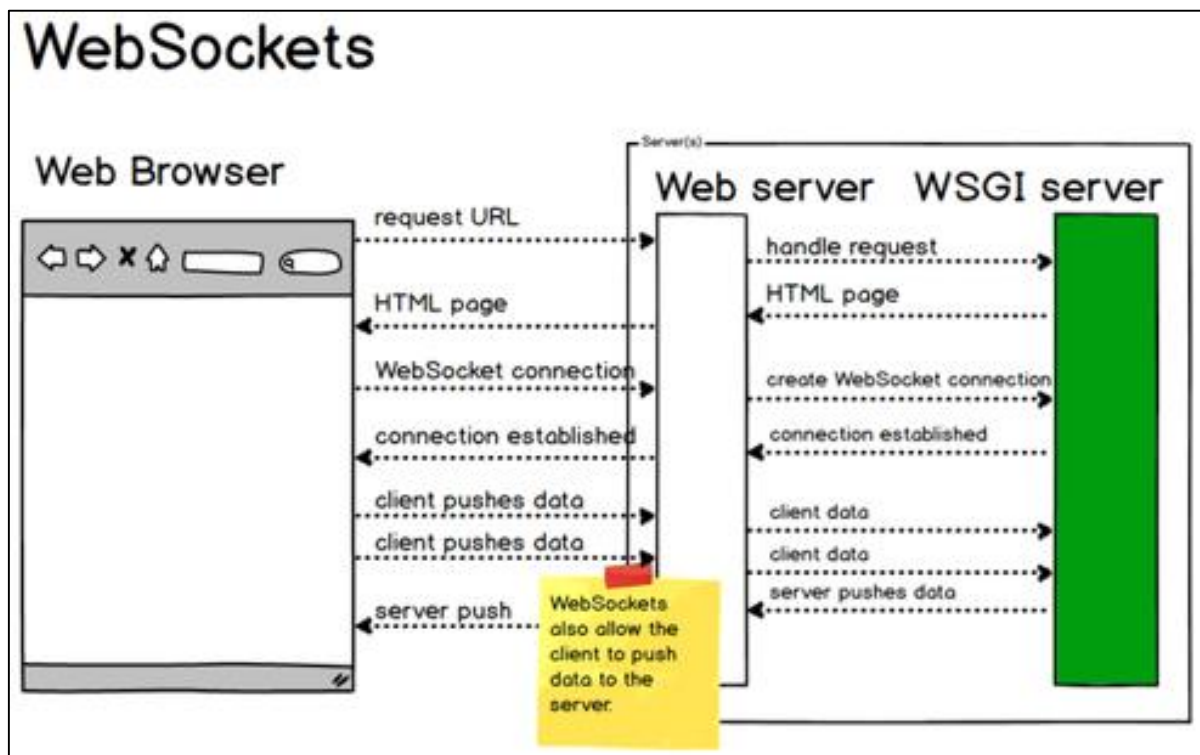 WebSockets
Server(s)
Web Browser
Web server
WSGI server
request URL
handle request
HTML page
HTML page
WebSocket connection
create WebSocket connection
connection established
connection established
client pushes data
client data
client pushes data
client data
server pushes data
server push
WebSockets
also allow the
client to push
data to the
server.